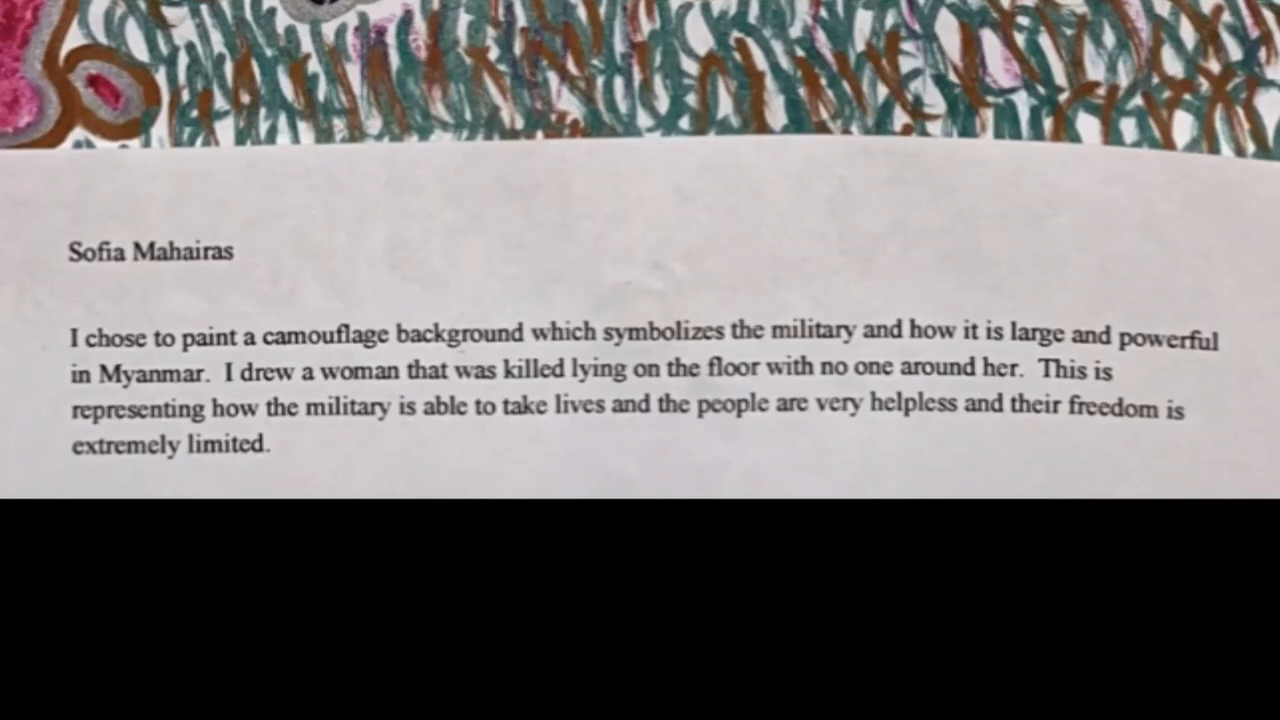 Sofia Mahairas
I chose to paint a camouflage background which symbolizes the military and how it is large and powerful
in Myanmar.  I drew a woman that was killed lying on the floor with no one around her.  This is
representing how the military is able to take lives and the people are very helpless and their freedom is
extremely limited.